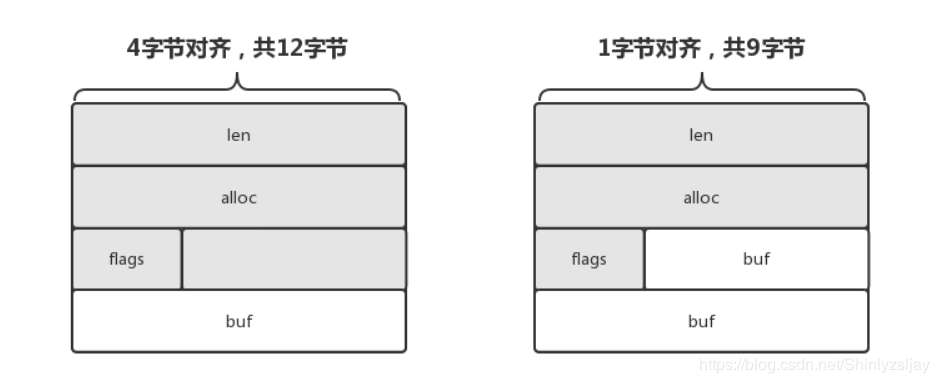 4字节对齐，共12字节
len
alloc
flags
buf
1字节对齐，共9字节
len
alloc
flags buf
buf
https://blog.csdn.net/Shinlyzsljay